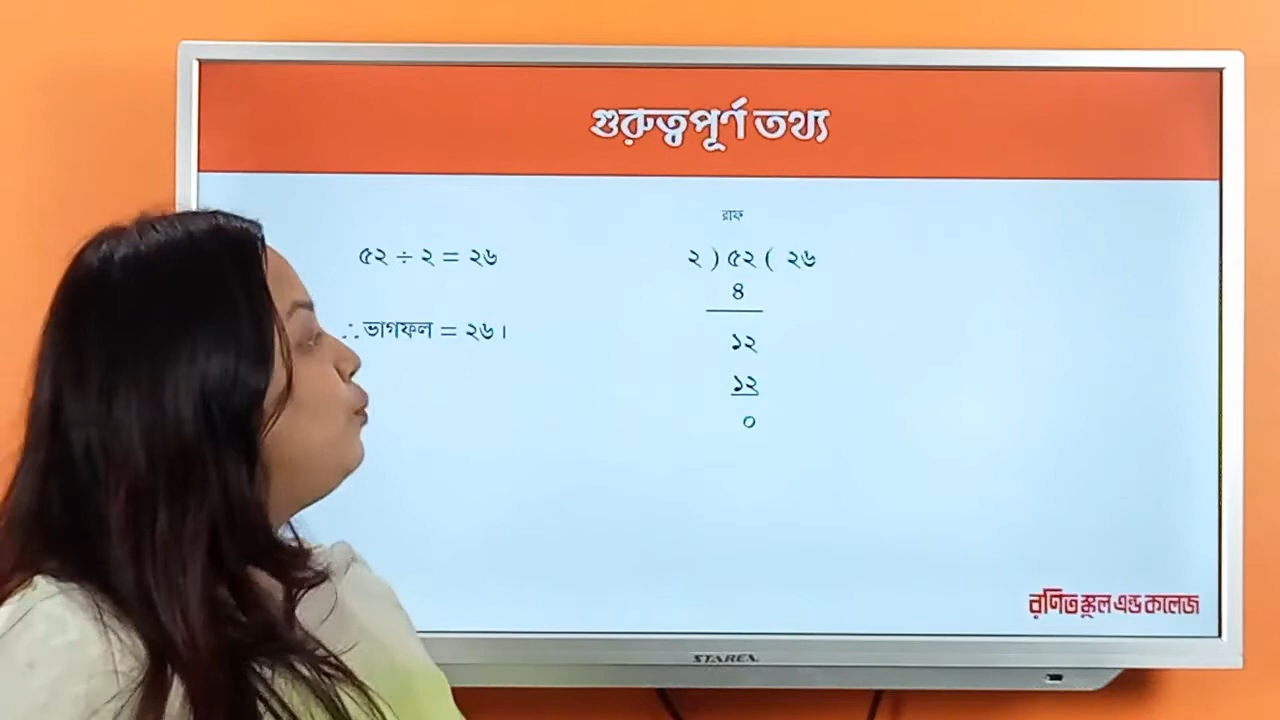 গুরুত্বপূর্ণ তথ্য
৫২ ÷ ২ = ২৬
∴ ভাগফল = ২৬।
রাফ
২ ) ৫২ ( ২৬
৪
১২
১২
০
রণিত স্কুল এন্ড কলেজ
STAREX